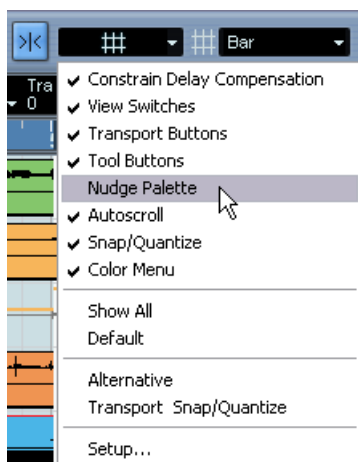 Bar
Tra
0
Constrain Delay Compensation
View Switches
Transport Buttons
Tool Buttons
Nudge Palette
Autoscroll
Snap/Quantize
Color Menu
Show All
Default
Alternative
Transport Snap/Quantize
Setup...